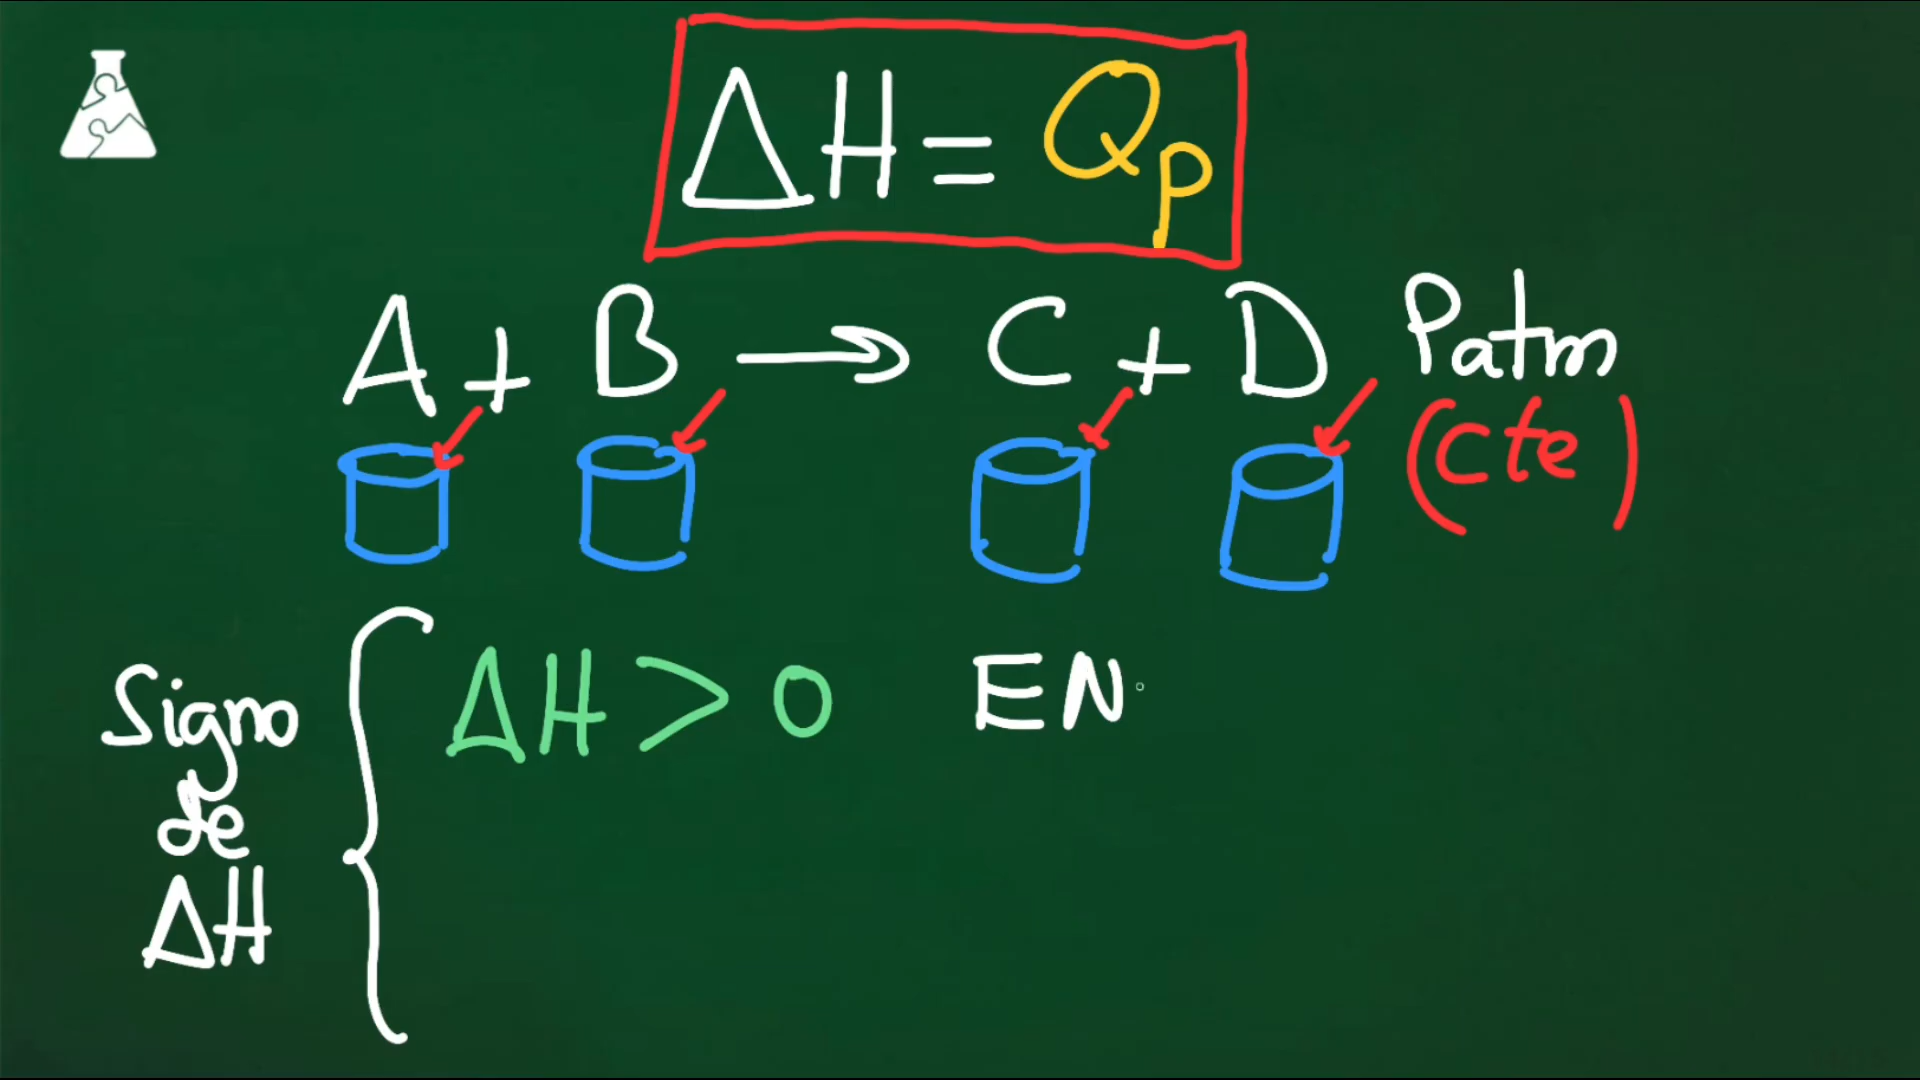 ΔH = Qp
A + B → C + D Patm
(cte)
Signo de ΔH { ΔH > 0 EN